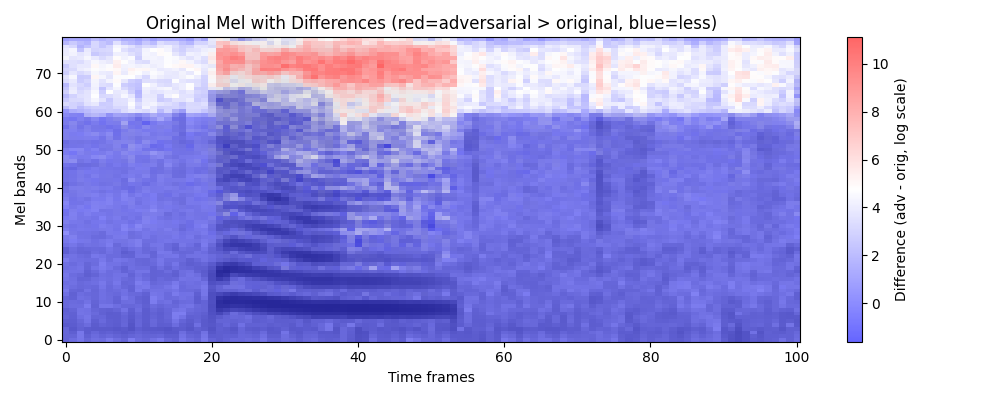 Original Mel with Differences (red=adversarial > original, blue=less)
Mel bands
70
60
50
40
30
20
10
0
0 20 40 60 80 100
Time frames
10
8
6
4
2
0
Difference (adv - orig, log scale)